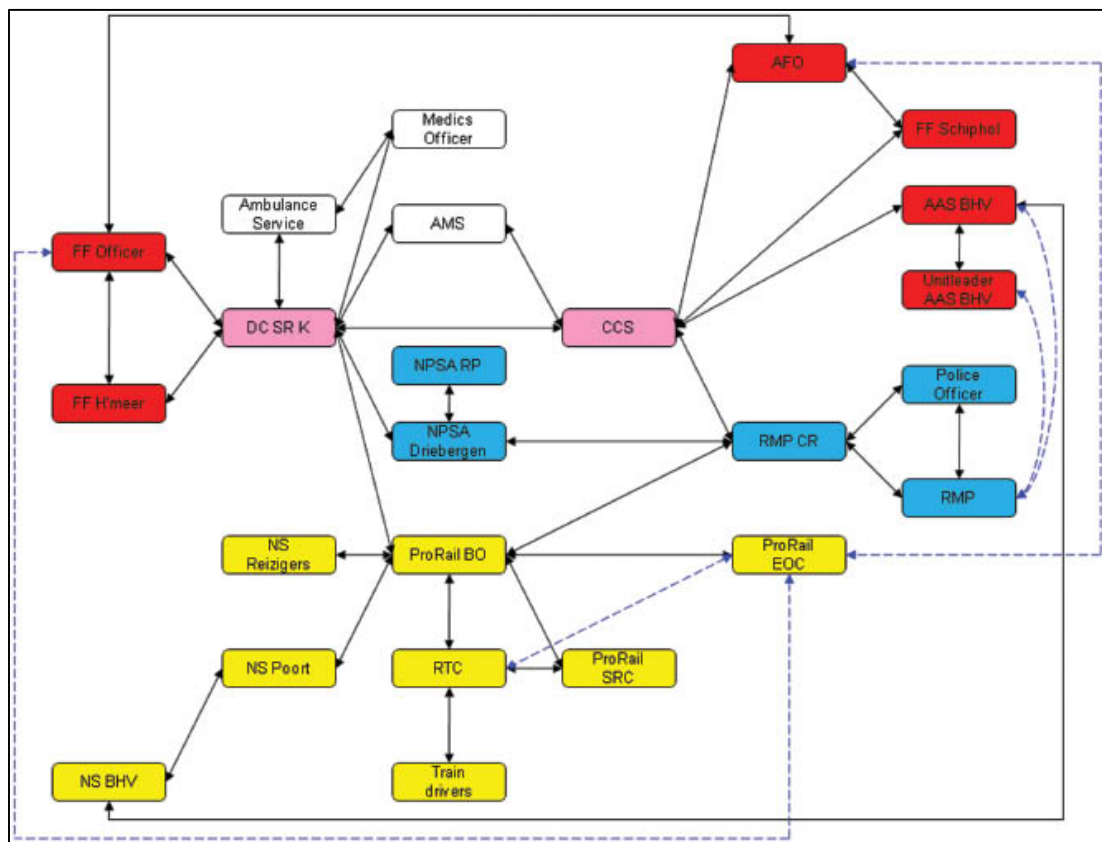 AFO
FF Schiphol
Medics
Officer
Ambulance
Service
AMS
AAS BHV
FF Officer
Unitleader
AAS BHV
DC SR K
CCS
NPSA RP
Police
Officer
FF H'meer
NPSA
Driebergen
RMP CR
RMP
NS
Reizigers
ProRail BO
ProRail
EOC
NS Poort
RTC
ProRail
SRC
NS BHV
Train
drivers